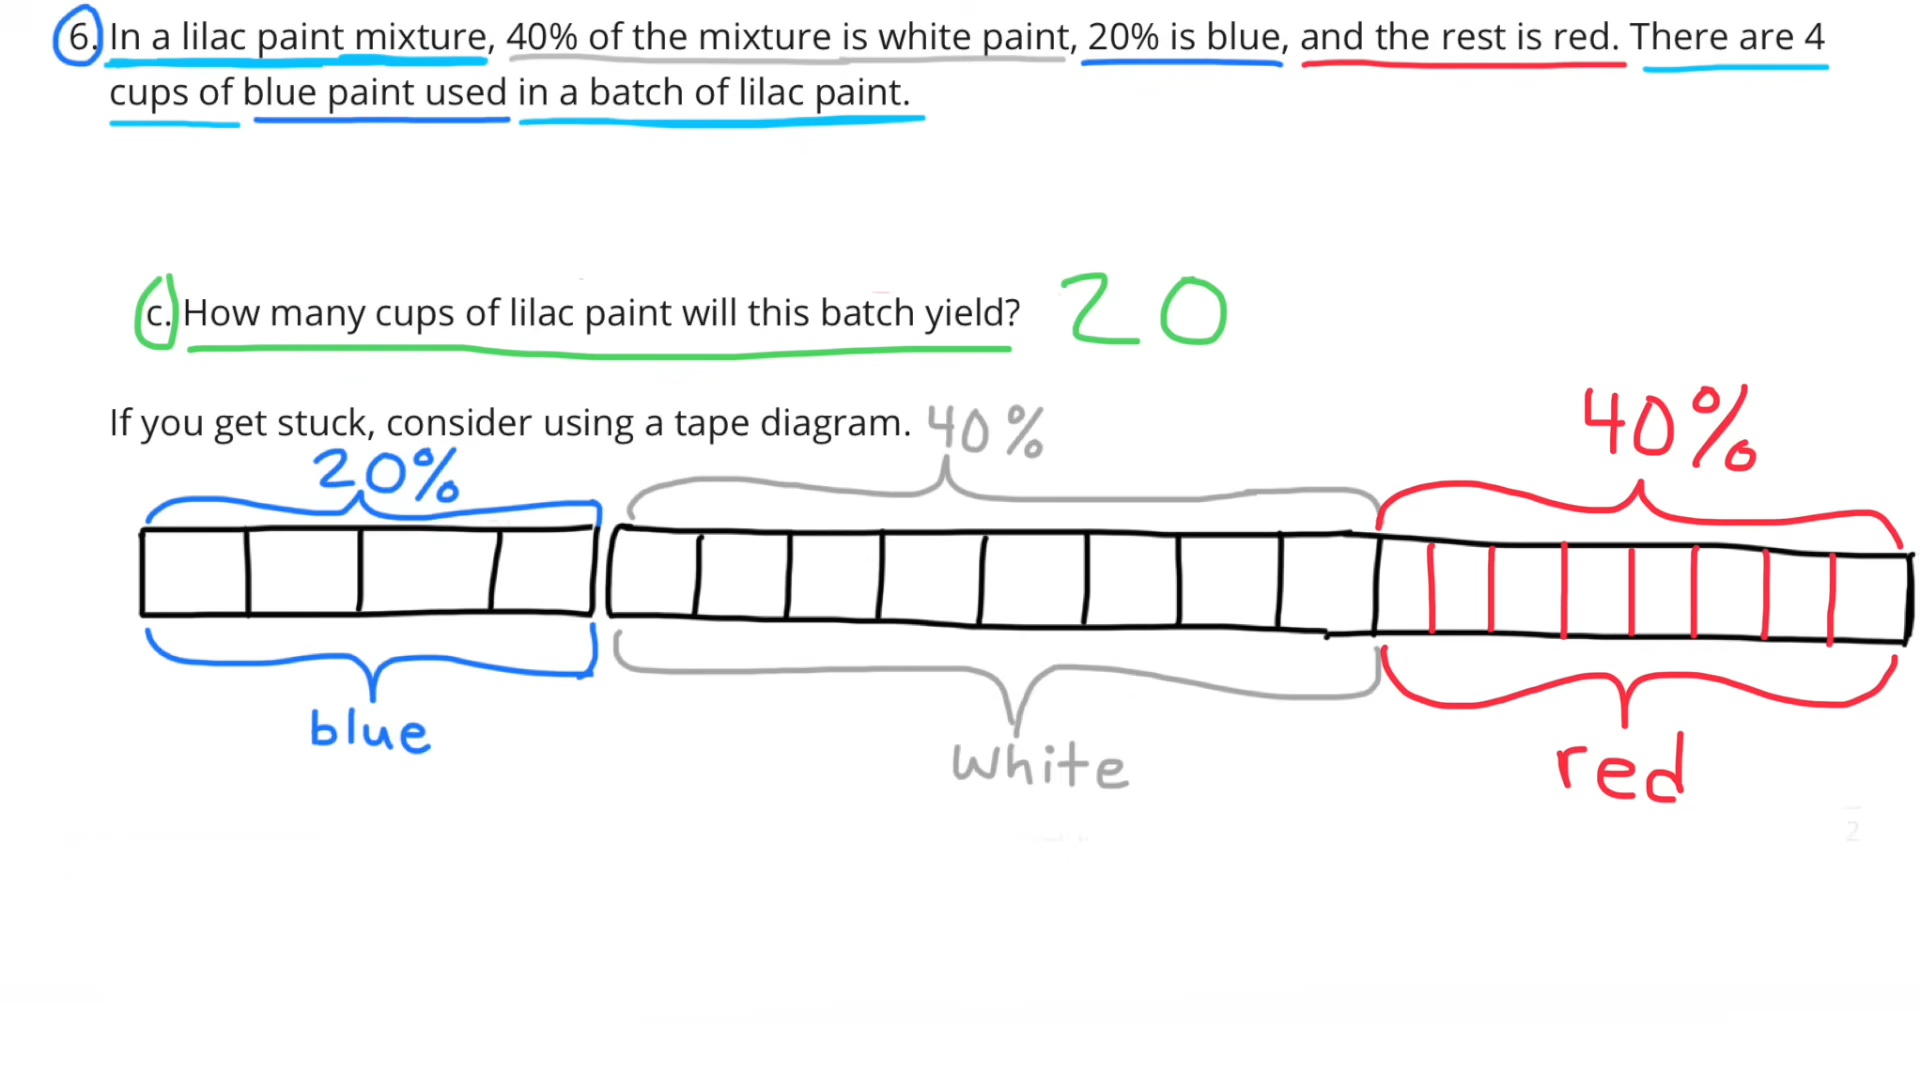 6. In a lilac paint mixture, 40% of the mixture is white paint, 20% is blue, and the rest is red. There are 4
cups of blue paint used in a batch of lilac paint.
c. How many cups of lilac paint will this batch yield? 20
If you get stuck, consider using a tape diagram. 40% 40%
20%
blue
white
red
2